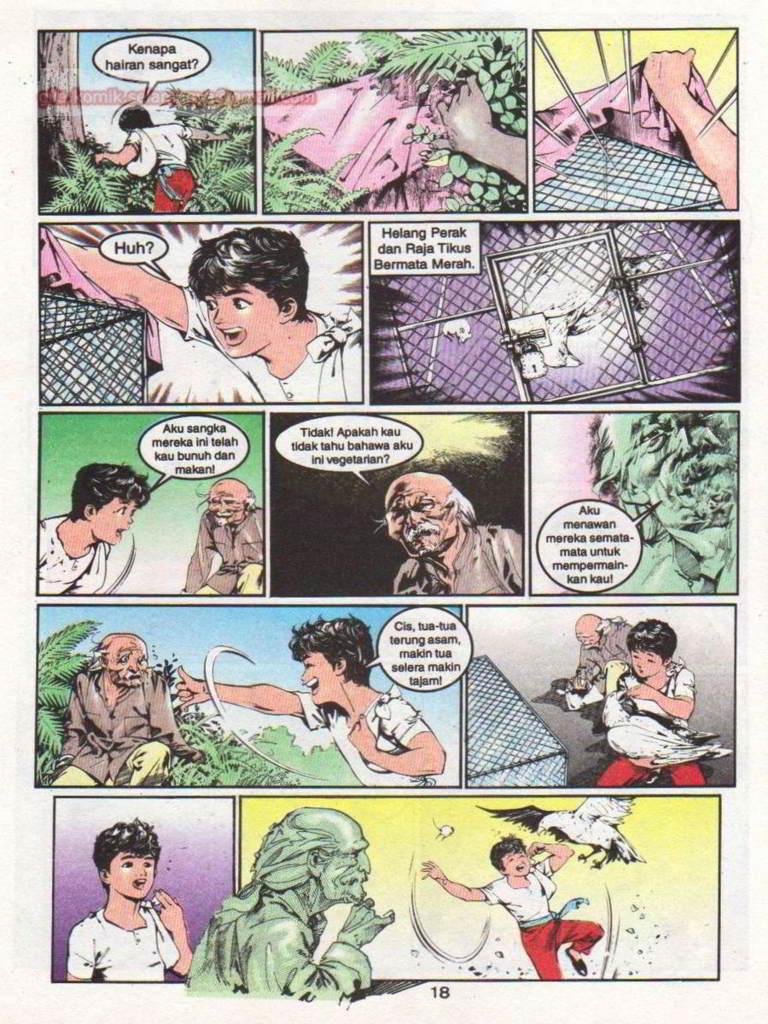 Kenapa
hairan sangat?
Huh?
Helang Perak
dan Raja Tikus
Bermata Merah.
Aku sangka
mereka ini telah
kau bunuh dan
makan!
Tidak! Apakah kau
tidak tahu bahawa aku
ini vegetarian?
Aku
menawan
mereka semata-
mata untuk
mempermain-
kan kau!
Cis, tua-tua
terung asam,
makin tua
selera makin
tajam!
18